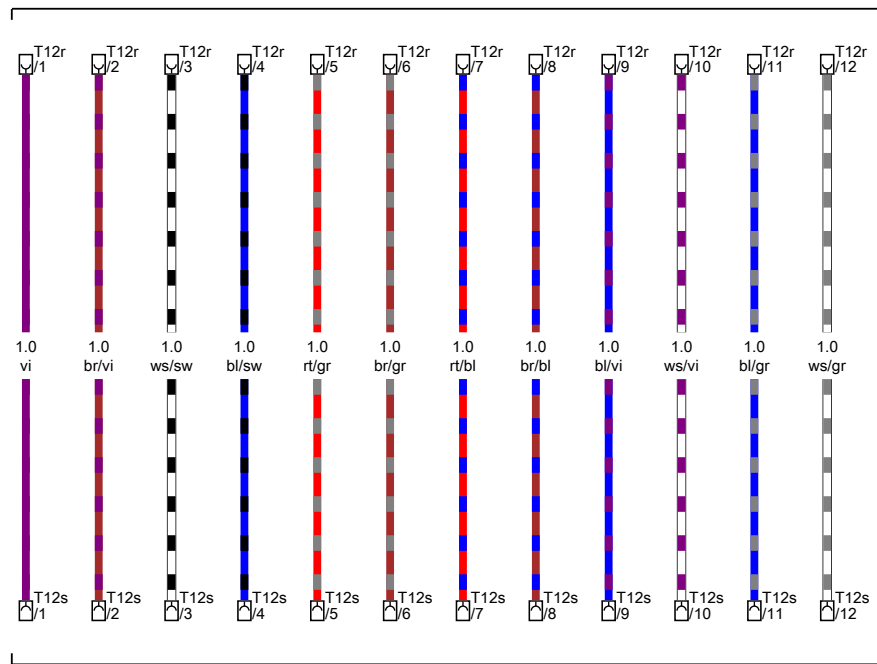 T12r T12r T12r T12r T12r T12r T12r T12r T12r T12r T12r T12r
/1 /2 /3 /4 /5 /6 /7 /8 /9 /10 /11 /12
1.0 1.0 1.0 1.0 1.0 1.0 1.0 1.0 1.0 1.0 1.0 1.0
vi br/vi ws/sw bl/sw rt/gr br/gr rt/bl br/bl bl/vi ws/vi bl/gr ws/gr
T12s T12s T12s T12s T12s T12s T12s T12s T12s T12s T12s T12s
/1 /2 /3 /4 /5 /6 /7 /8 /9 /10 /11 /12